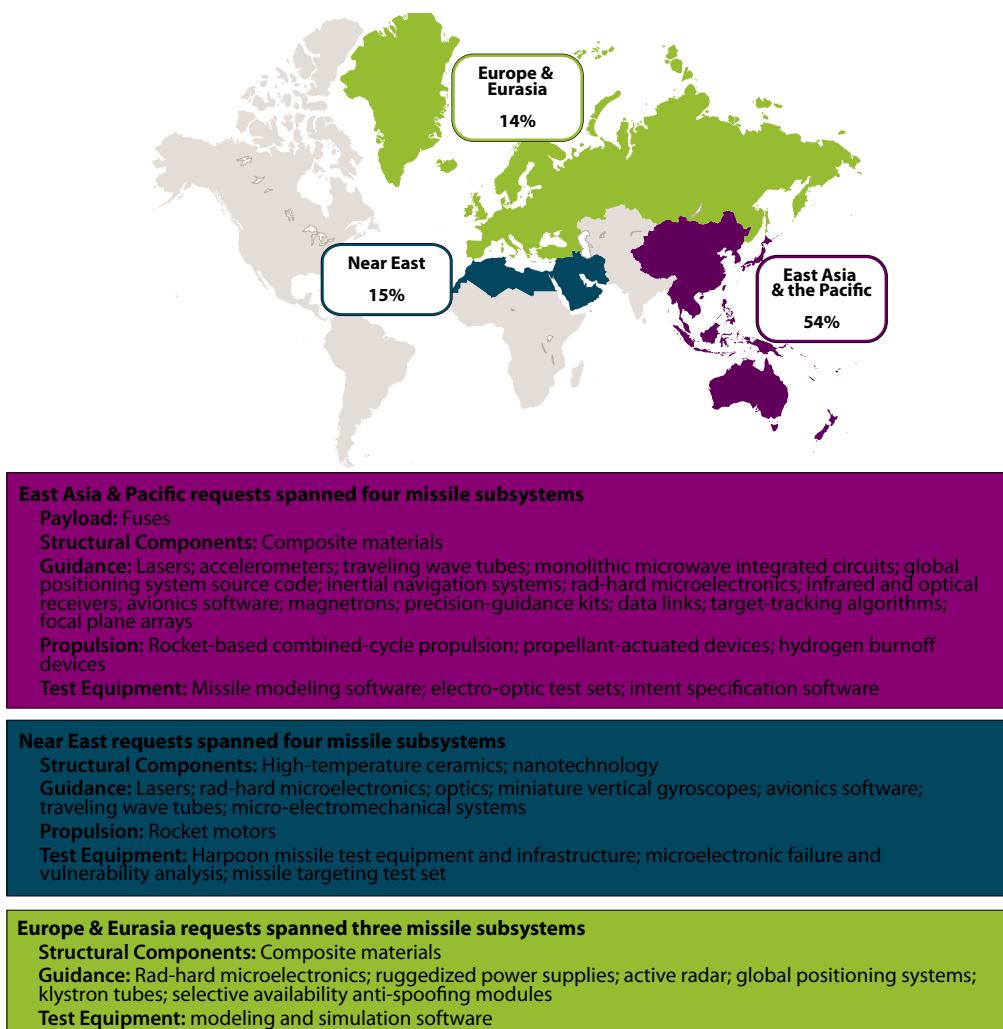 Europe &
Eurasia
14%
Near East
15%
East Asia
& the Pacific
54%
East Asia & Pacific requests spanned four missile subsystems
Payload: Fuses
Structural Components: Composite materials
Guidance: Lasers; accelerometers; traveling wave tubes; monolithic microwave integrated circuits; global
positioning system source code; inertial navigation systems; rad-hard microelectronics; infrared and optical
receivers; avionics software; magnetrons; precision-guidance kits; data links; target-tracking algorithms;
focal plane arrays
Propulsion: Rocket-based combined-cycle propulsion; propellant-actuated devices; hydrogen burnoff
devices
Test Equipment: Missile modeling software; electro-optic test sets; intent specification software
Near East requests spanned four missile subsystems
Structural Components: High-temperature ceramics; nanotechnology
Guidance: Lasers; rad-hard microelectronics; optics; miniature vertical gyroscopes; avionics software;
traveling wave tubes; micro-electromechanical systems
Propulsion: Rocket motors
Test Equipment: Harpoon missile test equipment and infrastructure; microelectronic failure and
vulnerability analysis; missile targeting test set
Europe & Eurasia requests spanned three missile subsystems
Structural Components: Composite materials
Guidance: Rad-hard microelectronics; ruggedized power supplies; active radar; global positioning systems;
klystron tubes; selective availability anti-spoofing modules
Test Equipment: modeling and simulation software